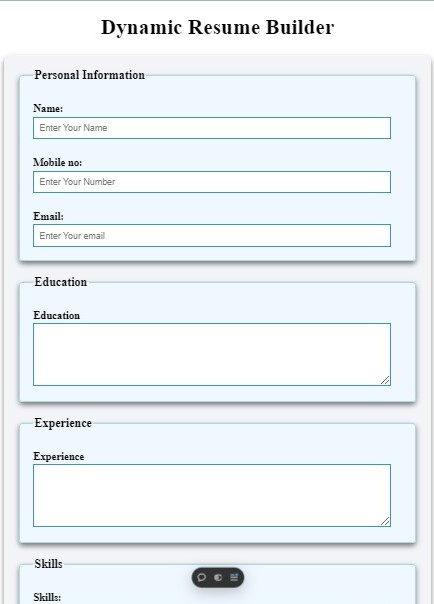 Dynamic Resume Builder
Personal Information
Name:
Enter Your Name
Mobile no:
Enter Your Number
Email:
Enter Your email
Education
Education
Experience
Experience
Skills
Skills: